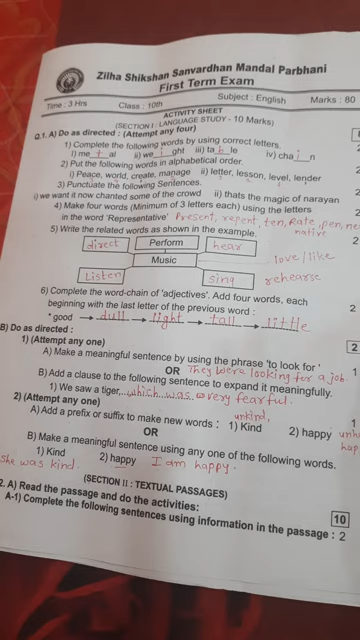 Zilha Shikshan Sanvardhan Mandal Parbhani
First Term Exam
Time : 3 Hrs Class : 10th Subject : English Marks : 80
ACTIVITY SHEET
(SECTION I : LANGUAGE STUDY - 10 Marks)
Q.1. A) Do as directed : (Attempt any four)
1) Complete the following words by using correct letters.
i) me t al ii) we i ght iii) ta b le iv) cha i n
2) Put the following words in alphabetical order.
i) Peace, world, create, manage ii) letter, lesson, level, lender
3) Punctuate the following Sentences.
i) we want it now chanted some of the crowd ii) thats the magic of narayan
4) Make four words (Minimum of 3 letters each) using the letters
in the word 'Representative' Present, repent, ten, Rate, pen, net
native
5) Write the related words as shown in the example.
direct Perform hear
Music love/like
Listen sing rehearse
6) Complete the word-chain of 'adjectives'. Add four words, each
beginning with the last letter of the previous word : 2
* good → dull → light → tall → little
B) Do as directed : 2
1) (Attempt any one)
A) Make a meaningful sentence by using the phrase 'to look for ' 1
OR They were looking for a job.
B) Add a clause to the following sentence to expand it meaningfully.
1) We saw a tiger,...which was very fearful.
2) (Attempt any one) unkind, 1
A) Add a prefix or suffix to make new words : 1) Kind 2) happy
OR
B) Make a meaningful sentence using any one of the following words.
1) Kind 2) happy I am happy.
She was kind.
(SECTION II : TEXTUAL PASSAGES)
2. A) Read the passage and do the activities: 10
A-1) Complete the following sentences using information in the passage : 2